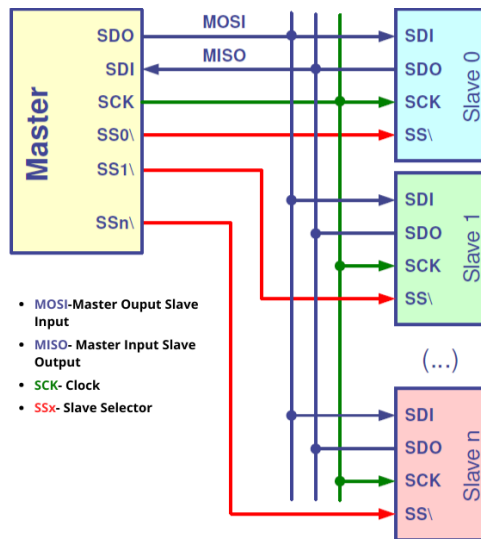 Master
SDO
SDI
SCK
SS0\
SS1\
SSn\
MOSI
MISO
SDI
SDO
SCK
SS\
Slave 0
SDI
SDO
SCK
SS\
Slave 1
(...)
SDI
SDO
SCK
SS\
Slave n
• MOSI-Master Ouput Slave
Input
• MISO- Master Input Slave
Output
• SCK- Clock
• SSx- Slave Selector